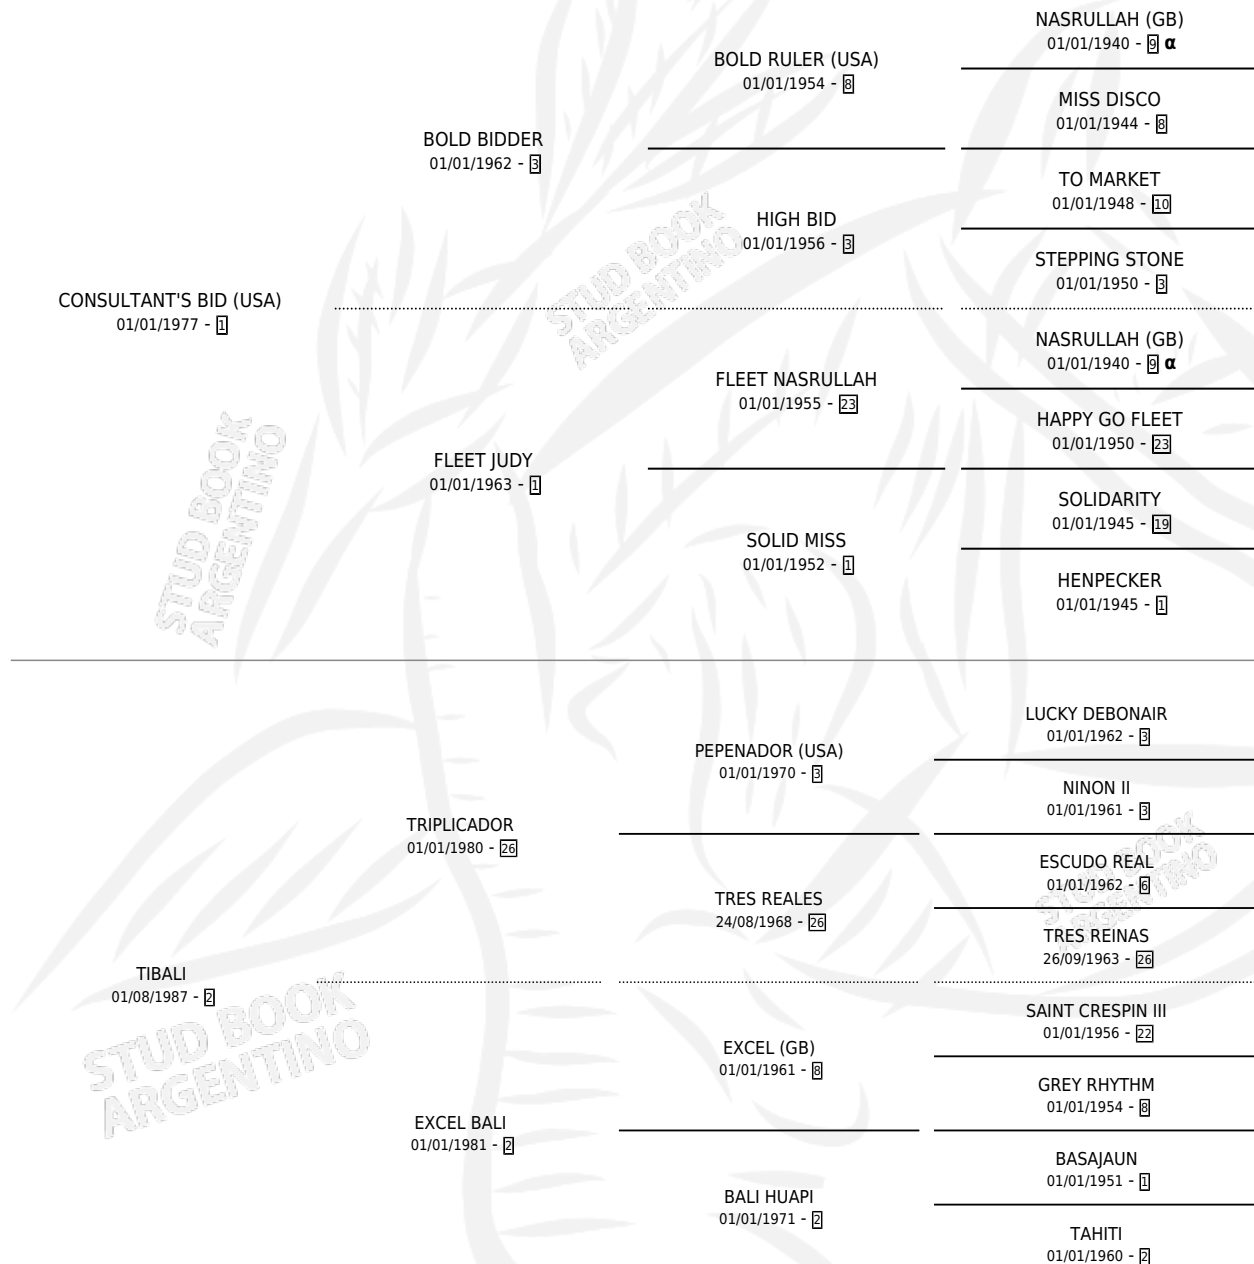 NASRULLAH (GB)
01/01/1940 - 9 α
BOLD RULER (USA)
01/01/1954 - 8
MISS DISCO
01/01/1944 - 8
BOLD BIDDER
01/01/1962 - 3
TO MARKET
01/01/1948 - 10
HIGH BID
01/01/1956 - 3
STEPPING STONE
01/01/1950 - 3
CONSULTANT'S BID (USA)
01/01/1977 - 1
NASRULLAH (GB)
01/01/1940 - 9 α
FLEET NASRULLAH
01/01/1955 - 23
HAPPY GO FLEET
01/01/1950 - 23
FLEET JUDY
01/01/1963 - 1
SOLIDARITY
01/01/1945 - 19
SOLID MISS
01/01/1952 - 1
HENPECKER
01/01/1945 - 1
LUCKY DEBONAIR
01/01/1962 - 3
PEPENADOR (USA)
01/01/1970 - 3
NINON II
01/01/1961 - 3
TRIPLICADOR
01/01/1980 - 26
ESCUDO REAL
01/01/1962 - 6
TRES REALES
24/08/1968 - 26
TRES REINAS
26/09/1963 - 26
TIBALI
01/08/1987 - 2
SAINT CRESPIN III
01/01/1956 - 22
EXCEL (GB)
01/01/1961 - 8
GREY RHYTHM
01/01/1954 - 8
EXCEL BALI
01/01/1981 - 2
BASAJAUN
01/01/1951 - 1
BALI HUAPI
01/01/1971 - 2
TAHITI
01/01/1960 - 2
STUD BOOK
ARGENTINO
STUD BOOK
ARGENTINO
STUD BOOK
ARGENTINO
STUD BOOK
ARGENTINO